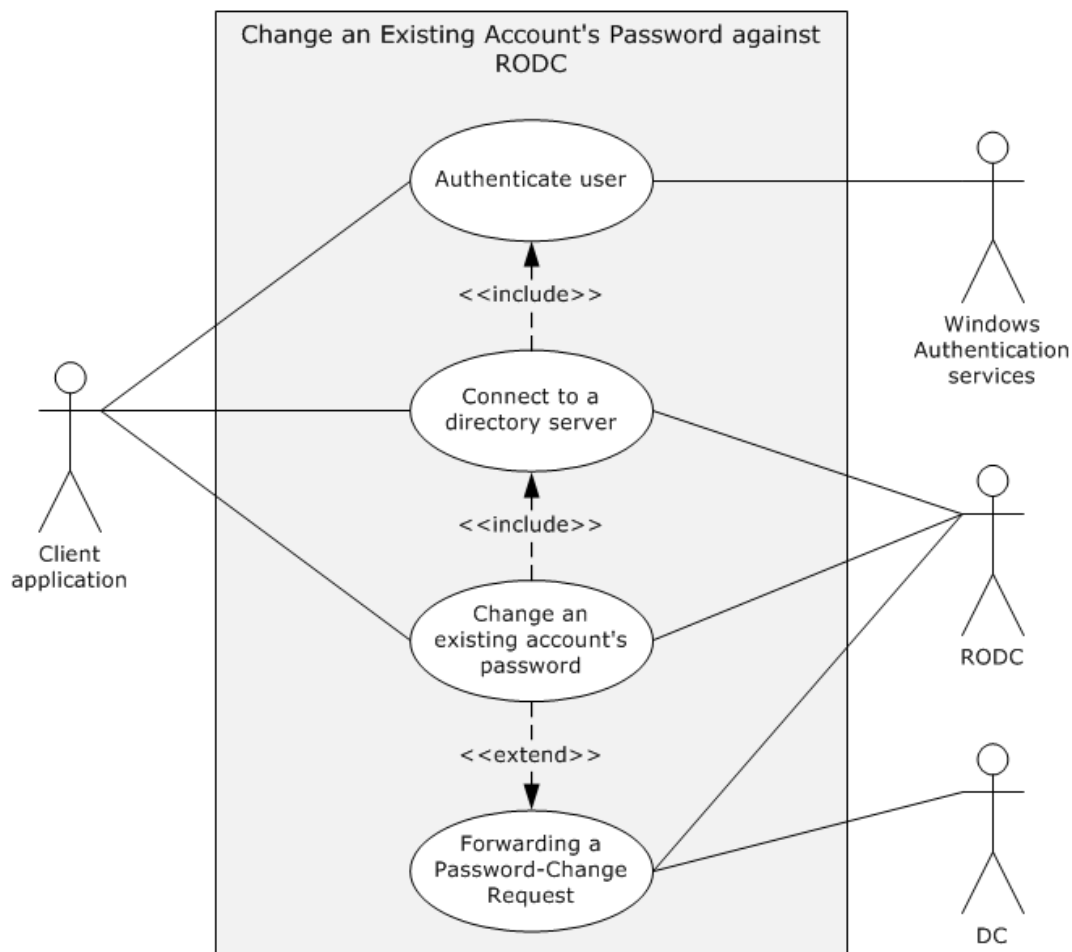 Change an Existing Account's Password against
RODC
Authenticate user
<<include>>
Windows
Authentication
services
Connect to a
directory server
<<include>>
Client
application
Change an
existing account's
password
RODC
<<extend>>
Forwarding a
Password-Change
Request
DC